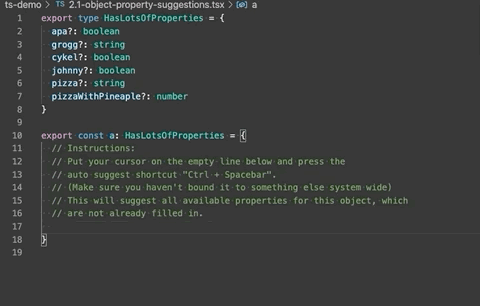 ts-demo > TS 2.1-object-property-suggestions.tsx > a
1 export type HasLotsOfProperties = {
2 apa?: boolean
3 grogg?: string
4 cykel?: boolean
5 johnny?: boolean
6 pizza?: string
7 pizzaWithPineaple?: number
8 }
9
10 export const a: HasLotsOfProperties = {
11 // Instructions:
12 // Put your cursor on the empty line below and press the
13 // auto suggest shortcut "Ctrl + Spacebar".
14 // (Make sure you haven't bound it to something else system wide)
15 // This will suggest all available properties for this object, which
16 // are not already filled in.
17
18 }
19